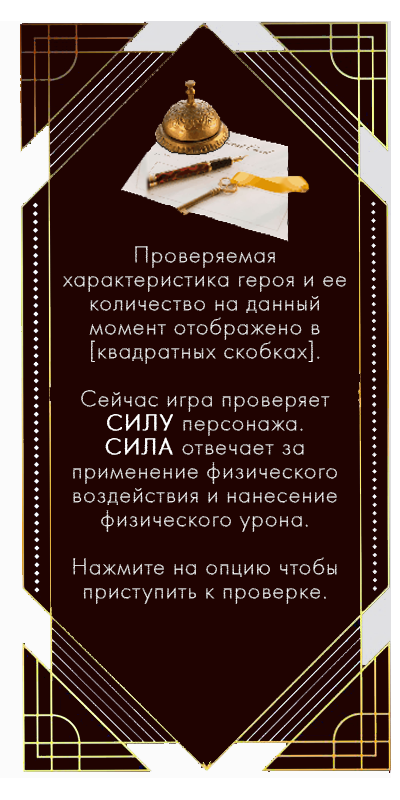 Проверяемая
характеристика героя и ее
количество на данный
момент отображено в
[квадратных скобках].
Сейчас игра проверяет
СИЛУ персонажа.
СИЛА отвечает за
применение физического
воздействия и нанесение
физического урона.
Нажмите на опцию чтобы
приступить к проверке.